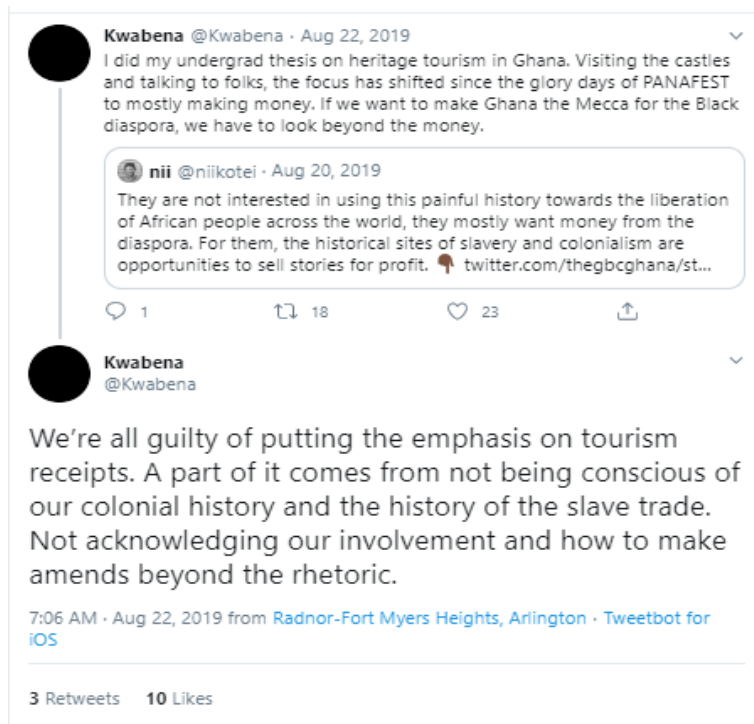 Kwabena @Kwabena · Aug 22, 2019
I did my undergrad thesis on heritage tourism in Ghana. Visiting the castles
and talking to folks, the focus has shifted since the glory days of PANAFEST
to mostly making money. If we want to make Ghana the Mecca for the Black
diaspora, we have to look beyond the money.
nii @niikotei · Aug 20, 2019
They are not interested in using this painful history towards the liberation
of African people across the world, they mostly want money from the
diaspora. For them, the historical sites of slavery and colonialism are
opportunities to sell stories for profit. 👇🏾 twitter.com/thegbcghana/st...
1 18 23
Kwabena
@Kwabena
We’re all guilty of putting the emphasis on tourism
receipts. A part of it comes from not being conscious of
our colonial history and the history of the slave trade.
Not acknowledging our involvement and how to make
amends beyond the rhetoric.
7:06 AM · Aug 22, 2019 from Radnor-Fort Myers Heights, Arlington · Tweetbot for
iOS
3 Retweets 10 Likes